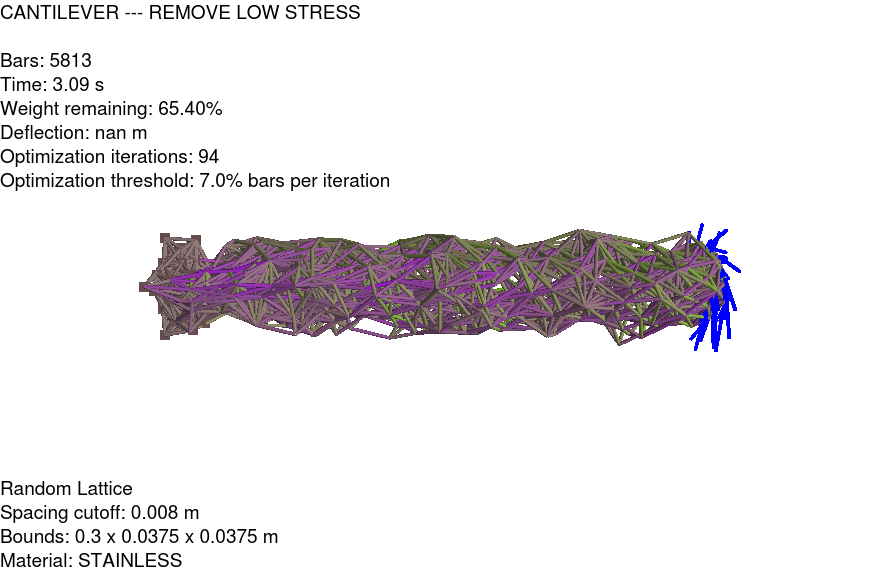 CANTILEVER --- REMOVE LOW STRESS
Bars: 5813
Time: 3.09 s
Weight remaining: 65.40%
Deflection: nan m
Optimization iterations: 94
Optimization threshold: 7.0% bars per iteration
Random Lattice
Spacing cutoff: 0.008 m
Bounds: 0.3 x 0.0375 x 0.0375 m
Material: STAINLESS